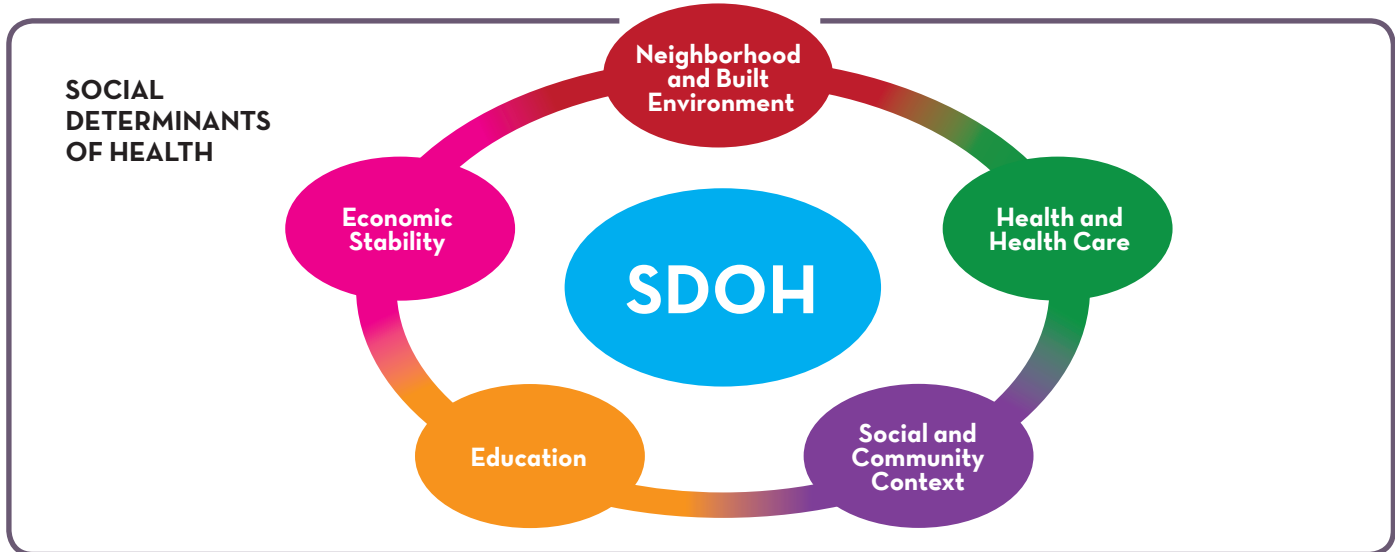 SOCIAL
DETERMINANTS
OF HEALTH
Neighborhood
and Built
Environment
Economic
Stability
Health and
Health Care
SDOH
Education
Social and
Community
Context